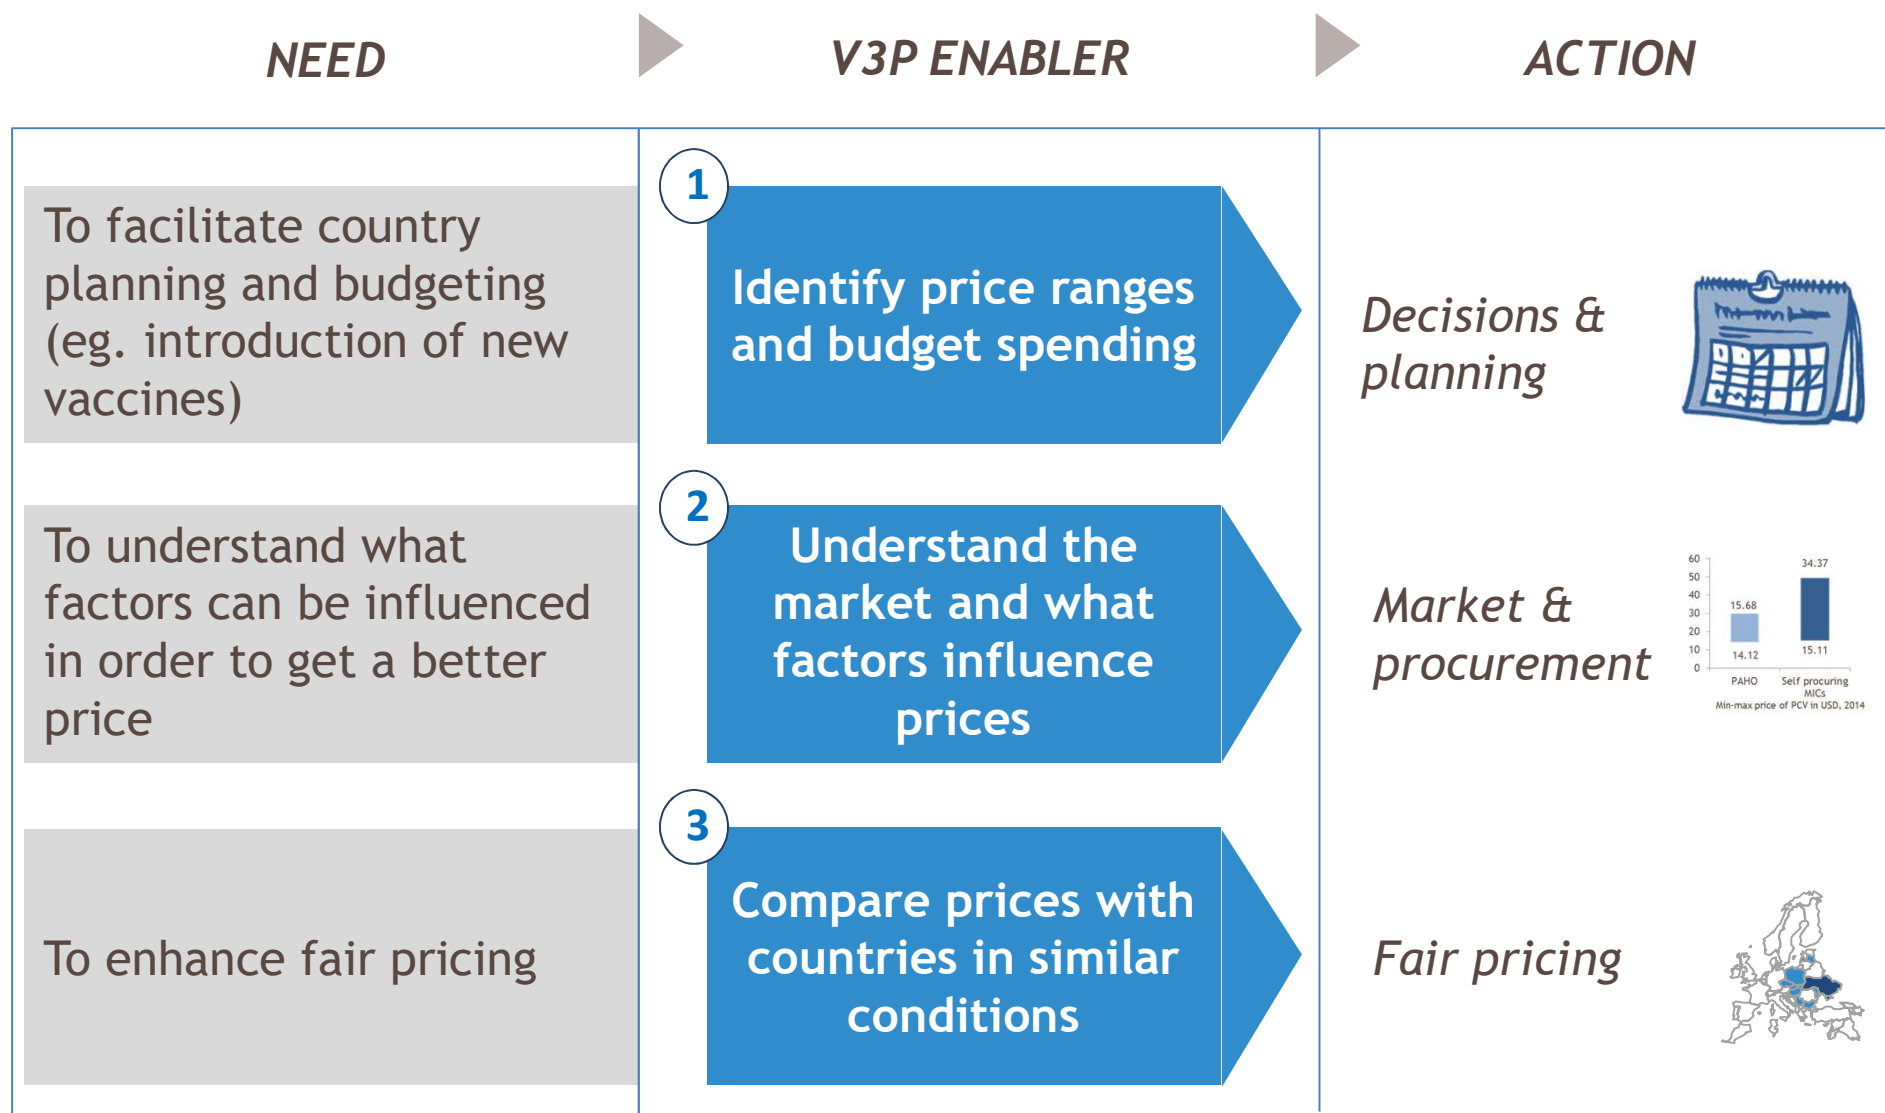 NEED
V3P ENABLER
ACTION
To facilitate country
planning and budgeting
(eg. introduction of new
vaccines)
1
Identify price ranges
and budget spending
Decisions &
planning
To understand what
factors can be influenced
in order to get a better
price
2
Understand the
market and what
factors influence
prices
Market &
procurement
60
50
40
30
20
10
0
15.68
14.12
34.37
15.11
PAHO
Self procuring
MICs
Min-max price of PCV in USD, 2014
To enhance fair pricing
3
Compare prices with
countries in similar
conditions
Fair pricing